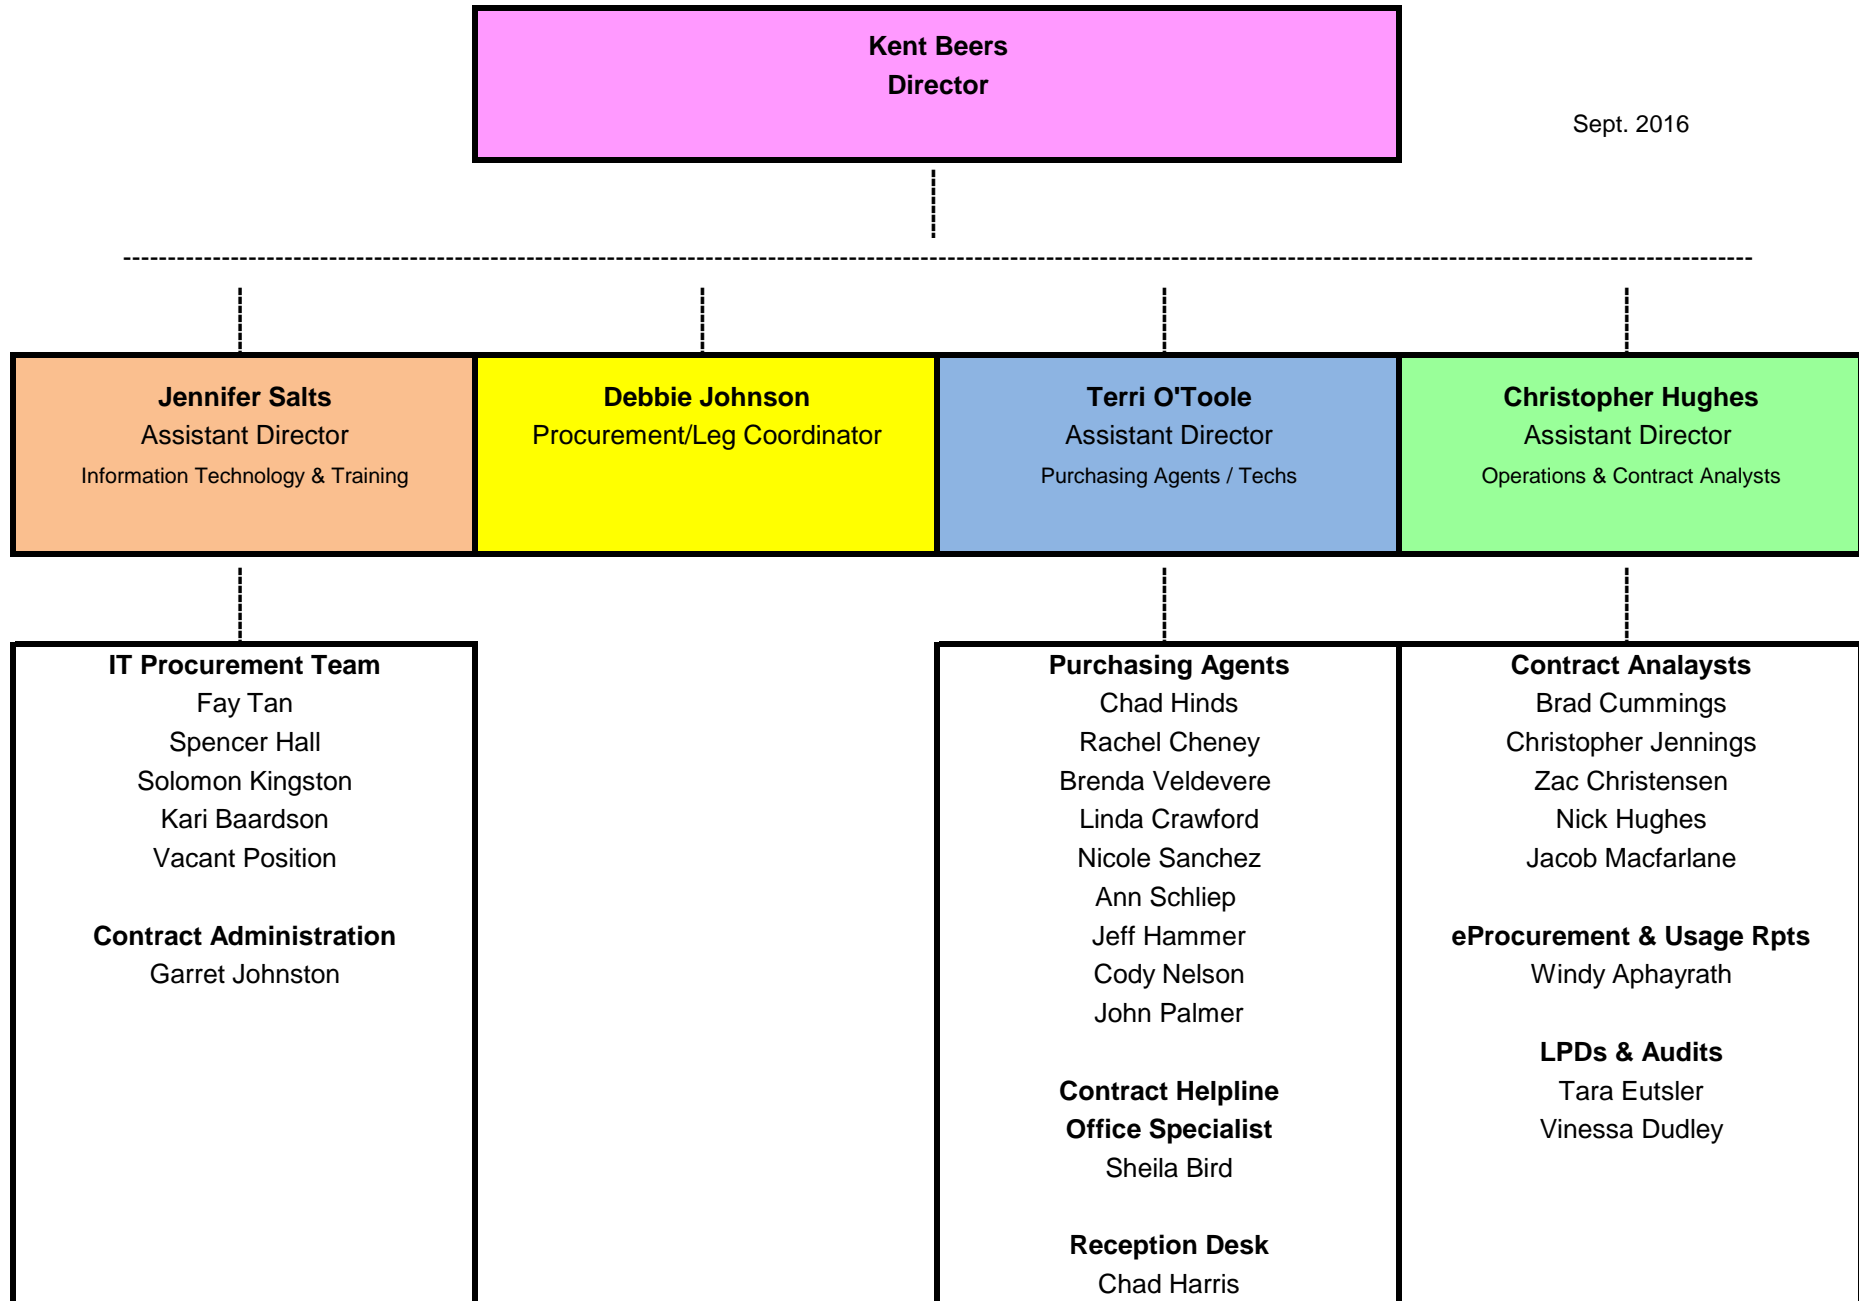 Kent Beers
Director
Sept. 2016
Jennifer Salts
Assistant Director
Information Technology & Training
Debbie Johnson
Procurement/Leg Coordinator
Terri O'Toole
Assistant Director
Purchasing Agents / Techs
Christopher Hughes
Assistant Director
Operations & Contract Analysts
IT Procurement Team
Fay Tan
Spencer Hall
Solomon Kingston
Kari Baardson
Vacant Position
Contract Administration
Garret Johnston
Purchasing Agents
Chad Hinds
Rachel Cheney
Brenda Veldevere
Linda Crawford
Nicole Sanchez
Ann Schliep
Jeff Hammer
Cody Nelson
John Palmer
Contract Helpline
Office Specialist
Sheila Bird
Reception Desk
Chad Harris
Contract Analaysts
Brad Cummings
Christopher Jennings
Zac Christensen
Nick Hughes
Jacob Macfarlane
eProcurement & Usage Rpts
Windy Aphayrath
LPDs & Audits
Tara Eutsler
Vinessa Dudley